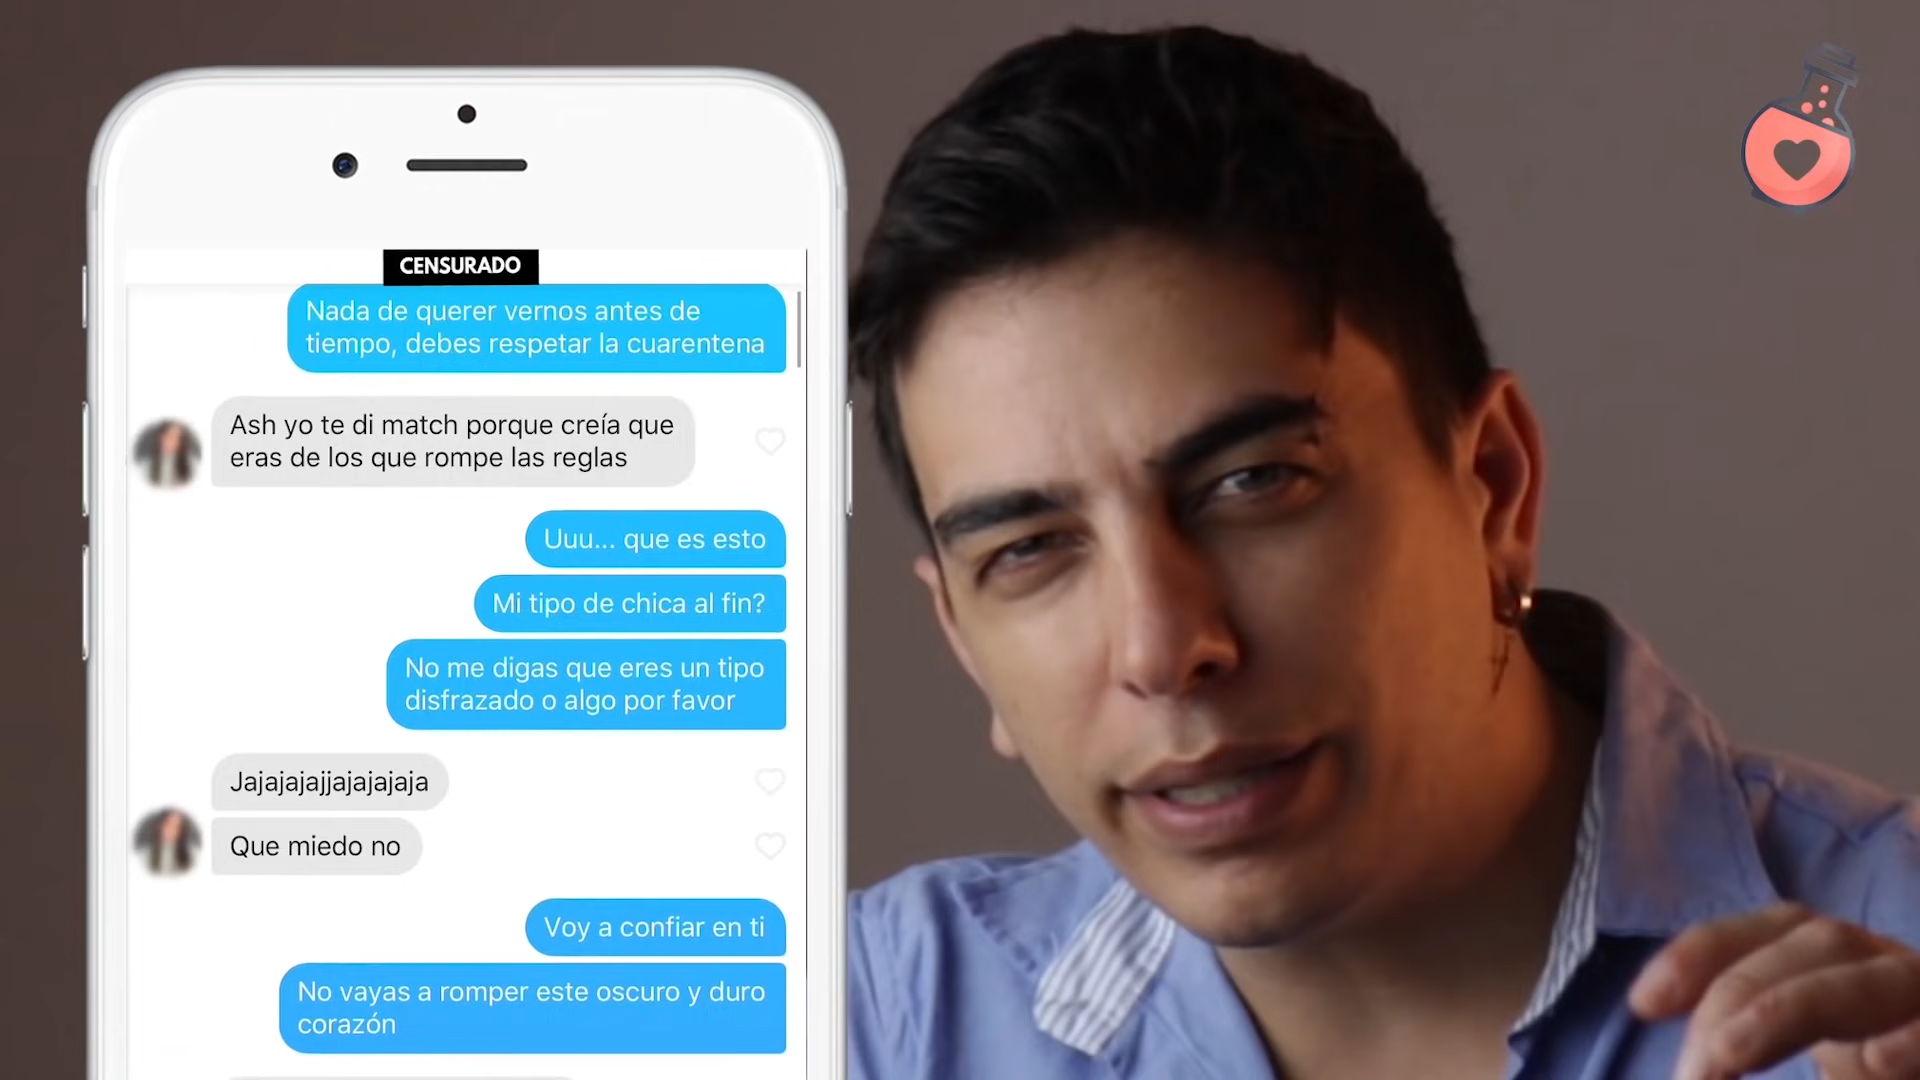 CENSURADO
Nada de querer vernos antes de
tiempo, debes respetar la cuarentena
Ash yo te di match porque creía que
eras de los que rompe las reglas
Uuu... que es esto
Mi tipo de chica al fin?
No me digas que eres un tipo
disfrazado o algo por favor
Jajajajajjajajajaja
Que miedo no
Voy a confiar en ti
No vayas a romper este oscuro y duro
corazón